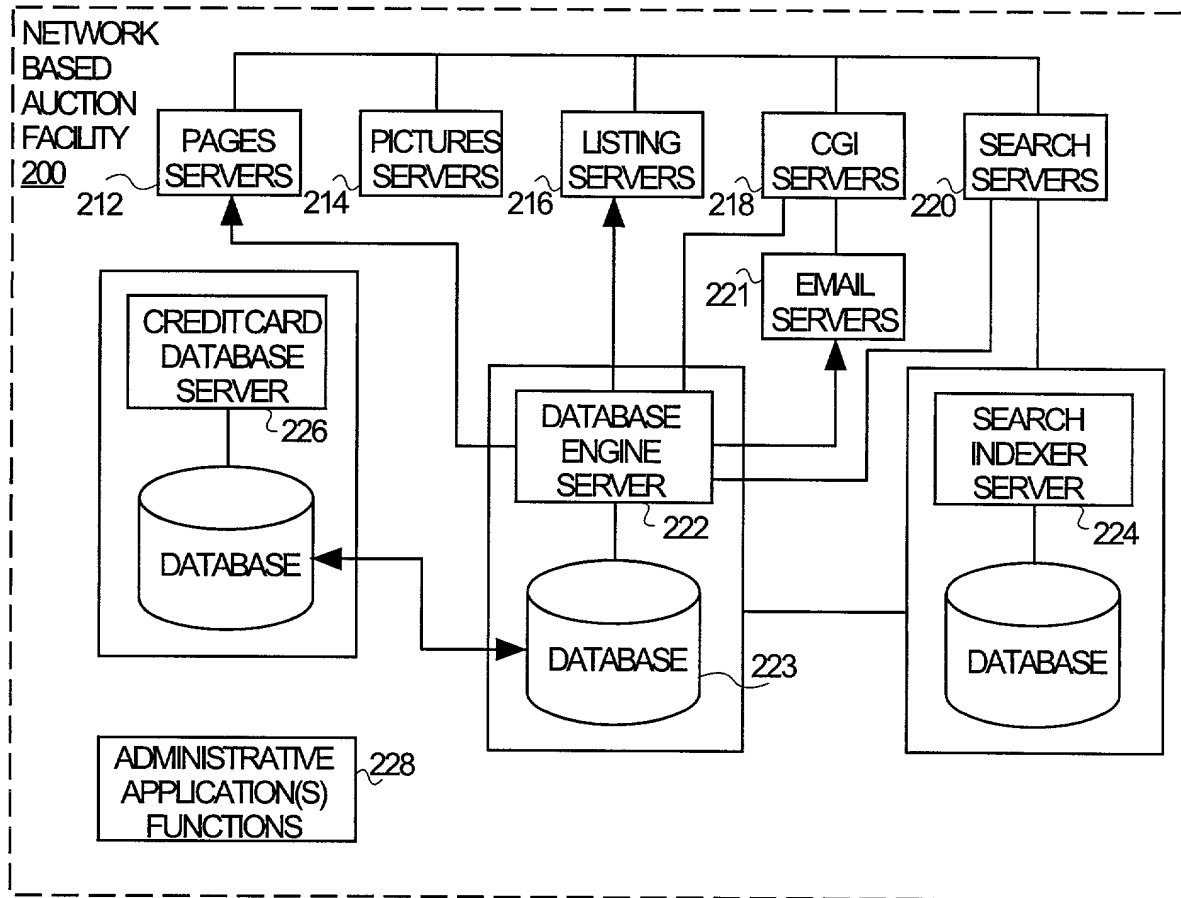 NETWORK
BASED
AUCTION
FACILITY
200
PAGES
SERVERS
212
PICTURES
SERVERS
214
LISTING
SERVERS
216
CGI
SERVERS
218
SEARCH
SERVERS
220
EMAIL
SERVERS
221
CREDIT CARD
DATABASE
SERVER
226
DATABASE
DATABASE
ENGINE
SERVER
222
DATABASE
223
SEARCH
INDEXER
SERVER
224
DATABASE
ADMINISTRATIVE
APPLICATION(S)
FUNCTIONS
228